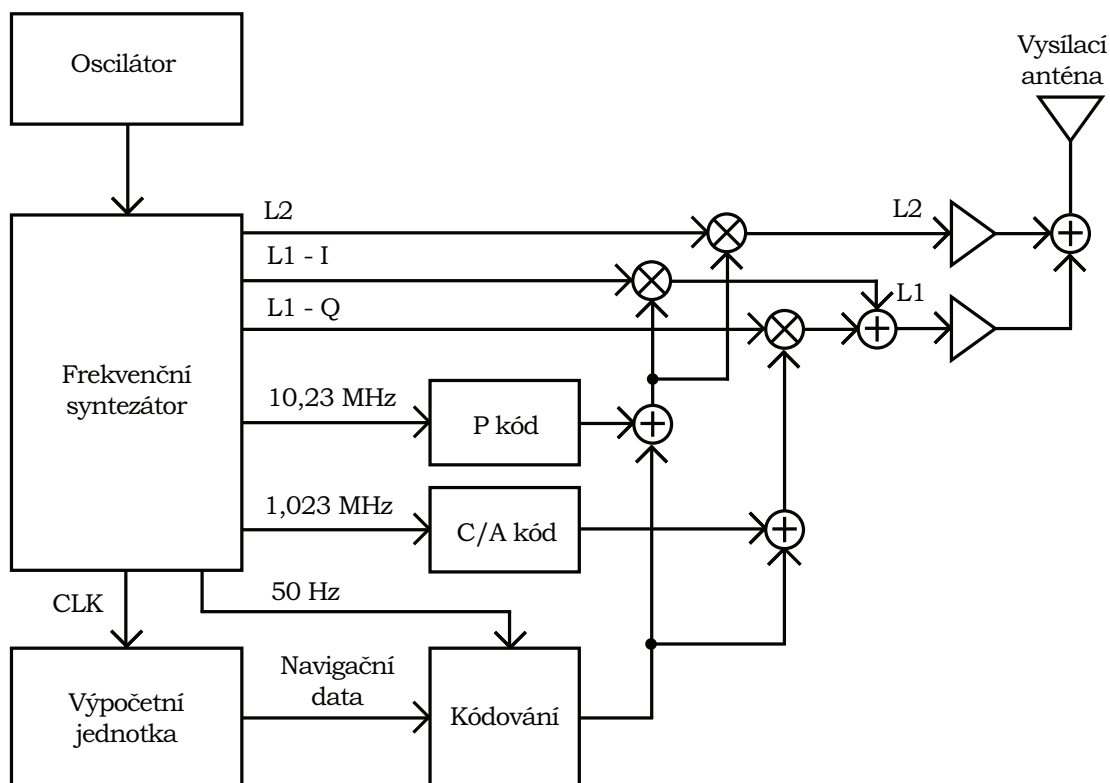 Oscilátor
Vysílací
anténa
L2
L2
L1 - I
L1
L1 - Q
Frekvenční
syntezátor
10,23 MHz
P kód
1,023 MHz
C/A kód
CLK
50 Hz
Navigační
data
Výpočetní
jednotka
Kódování